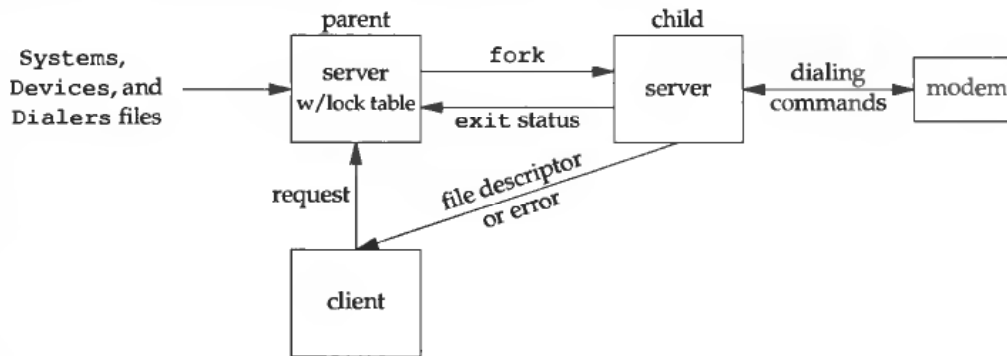 parent
child
Systems,
Devices, and
Dialers files
server
w/lock table
fork
exit status
server
dialing
commands
modem
request
file descriptor
or error
client